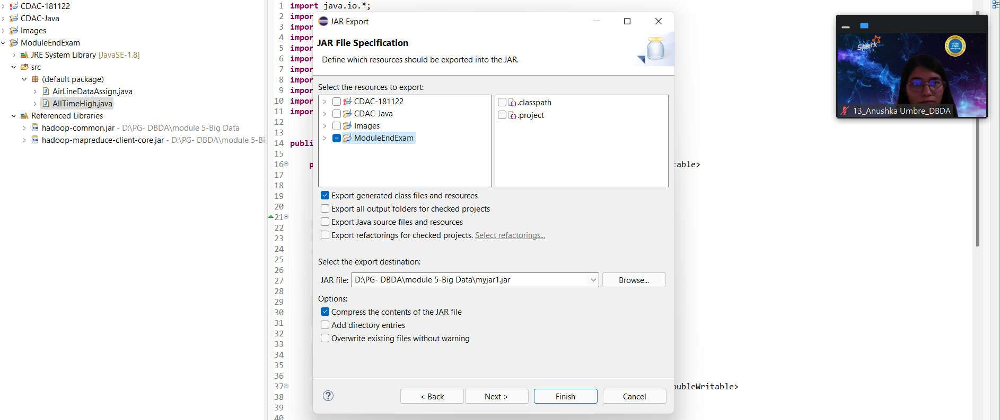 CDAC-181122
CDAC-Java
Images
ModuleEndExam
JRE System Library [JavaSE-1.8]
src
(default package)
AirLineDataAssign.java
AllTimeHigh.java
Referenced Libraries
hadoop-common.jar - D:\PG- DBDA\module 5-Big Data
hadoop-mapreduce-client-core.jar - D:\PG- DBDA\module 5-Bi
1 import java.io.*;
2 impor
3 impor
4 impor
5 impor
6 impor
7 impor
8 impor
9 impor
10 impor
11 impor
12
13
14 publi
15
16 p table>
17
18
19
20
21
22
23
24
25
26
27
28
29
30
31
32
33
34
35
36
37 oubleWritable>
38
39
40
JAR Export
JAR File Specification
Define which resources should be exported into the JAR.
Select the resources to export:
CDAC-181122
CDAC-Java
Images
ModuleEndExam
.classpath
.project
Export generated class files and resources
Export all output folders for checked projects
Export Java source files and resources
Export refactorings for checked projects. Select refactorings...
Select the export destination:
JAR file: D:\PG- DBDA\module 5-Big Data\myjar1.jar Browse...
Options:
Compress the contents of the JAR file
Add directory entries
Overwrite existing files without warning
? < Back Next > Finish Cancel
Spark
13_Anushka Umbre_DBDA